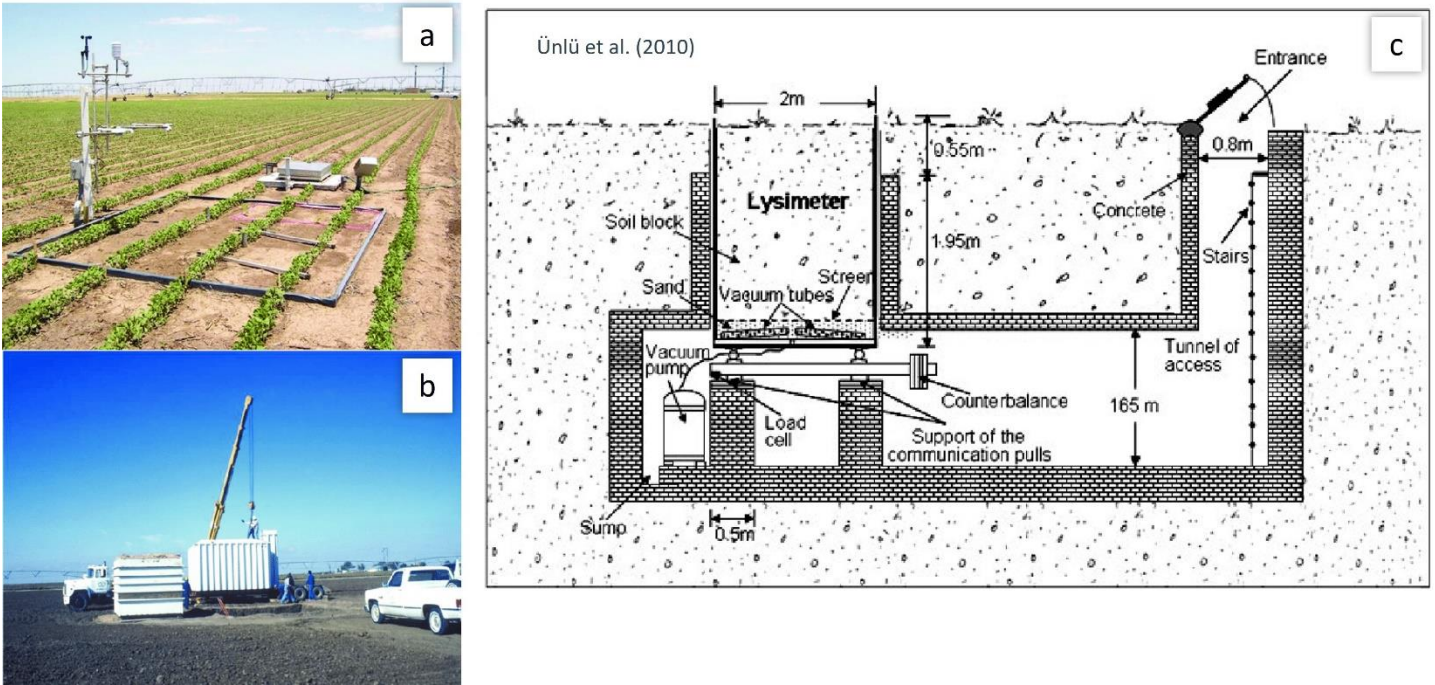 a
b
c
Ünlü et al. (2010)
Entrance
2m
0.55m
0.8m
Lysimeter
Concrete
Soil block
1.95m
Stairs
Screen
Sand
Vacuum tubes
Vacuum
pump
Tunnel of
access
Counterbalance
165 m
Load
cell
Support of the
communication pulls
Sump
0.5m